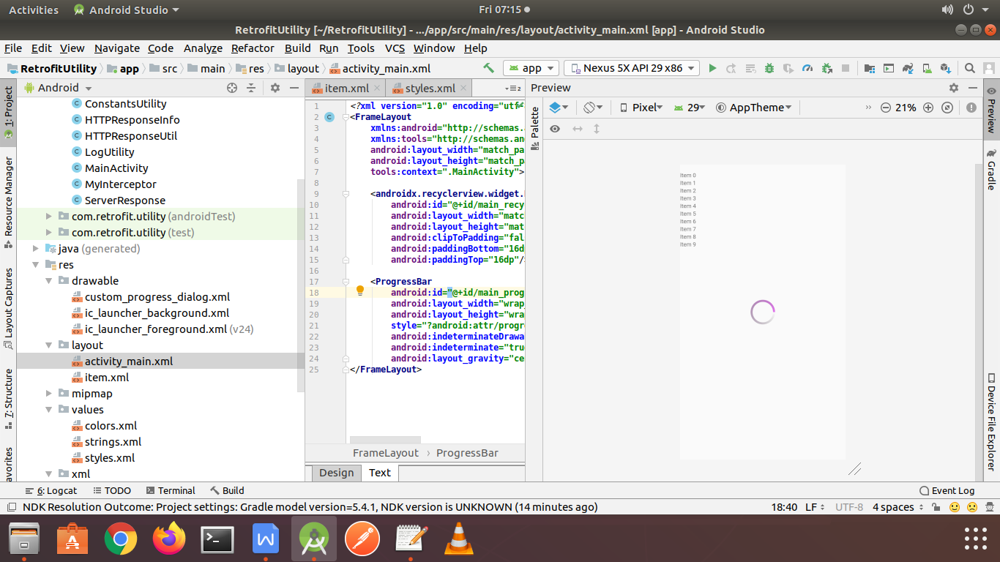 Activities Android Studio Fri 07:15
RetrofitUtility [~/RetrofitUtility] - .../app/src/main/res/layout/activity_main.xml [app] - Android Studio
File Edit View Navigate Code Analyze Refactor Build Run Tools VCS Window Help
RetrofitUtility app src main res layout activity_main.xml app Nexus 5X API 29 x86
Android item.xml styles.xml 2 Preview
Pixel 29 AppTheme 21%
1: Project
Resource Manager
Layout Captures
7: Structure
avorites
ConstantsUtility
HTTPResponseInfo
HTTPResponseUtil
LogUtility
MainActivity
MyInterceptor
ServerResponse
com.retrofit.utility (androidTest)
com.retrofit.utility (test)
java (generated)
res
drawable
custom_progress_dialog.xml
ic_launcher_background.xml
ic_launcher_foreground.xml (v24)
layout
activity_main.xml
item.xml
mipmap
values
colors.xml
strings.xml
styles.xml
xml
1 <?xml version="1.0" encoding="utf
2 <FrameLayout
3 xmlns:android="http://schemas.
4 xmlns:tools="http://schemas.an
5 android:layout_width="match_pa
6 android:layout_height="match_p
7 tools:context=".MainActivity">
8
9 <androidx.recyclerview.widget.
10 android:id="@+id/main_recy
11 android:layout_width="matc
12 android:layout_height="mat
13 android:clipToPadding="fal
14 android:paddingBottom="16d
15 android:paddingTop="16dp"/
16
17 <ProgressBar
18 android:id="@+id/main_prog
19 android:layout_width="wrap
20 android:layout_height="wra
21 style="?android:attr/progre
22 android:indeterminateDrawa
23 android:indeterminate="tru
24 android:layout_gravity="ce
25 </FrameLayout>
FrameLayout › ProgressBar
Design Text
Palette
Item 0
Item 1
Item 2
Item 3
Item 4
Item 5
Item 6
Item 7
Item 8
Item 9
Preview
Gradle
Device File Explorer
6: Logcat TODO Terminal Build Event Log
NDK Resolution Outcome: Project settings: Gradle model version=5.4.1, NDK version is UNKNOWN (14 minutes ago) 18:40 LF UTF-8 4 spaces